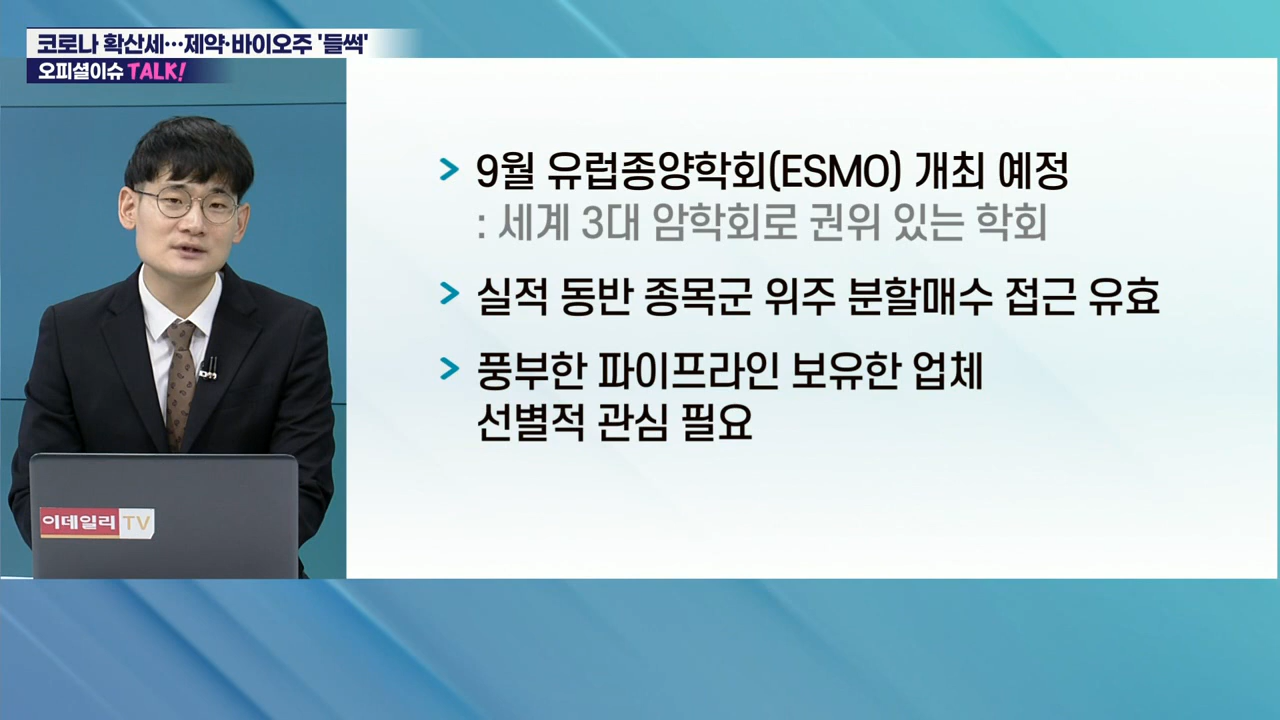 코로나 확산세…제약·바이오주 '들썩'
오피셜이슈 TALK!
> 9월 유럽종양학회(ESMO) 개최 예정
: 세계 3대 암학회로 권위 있는 학회
> 실적 동반 종목군 위주 분할매수 접근 유효
> 풍부한 파이프라인 보유한 업체
선별적 관심 필요
이데일리 TV